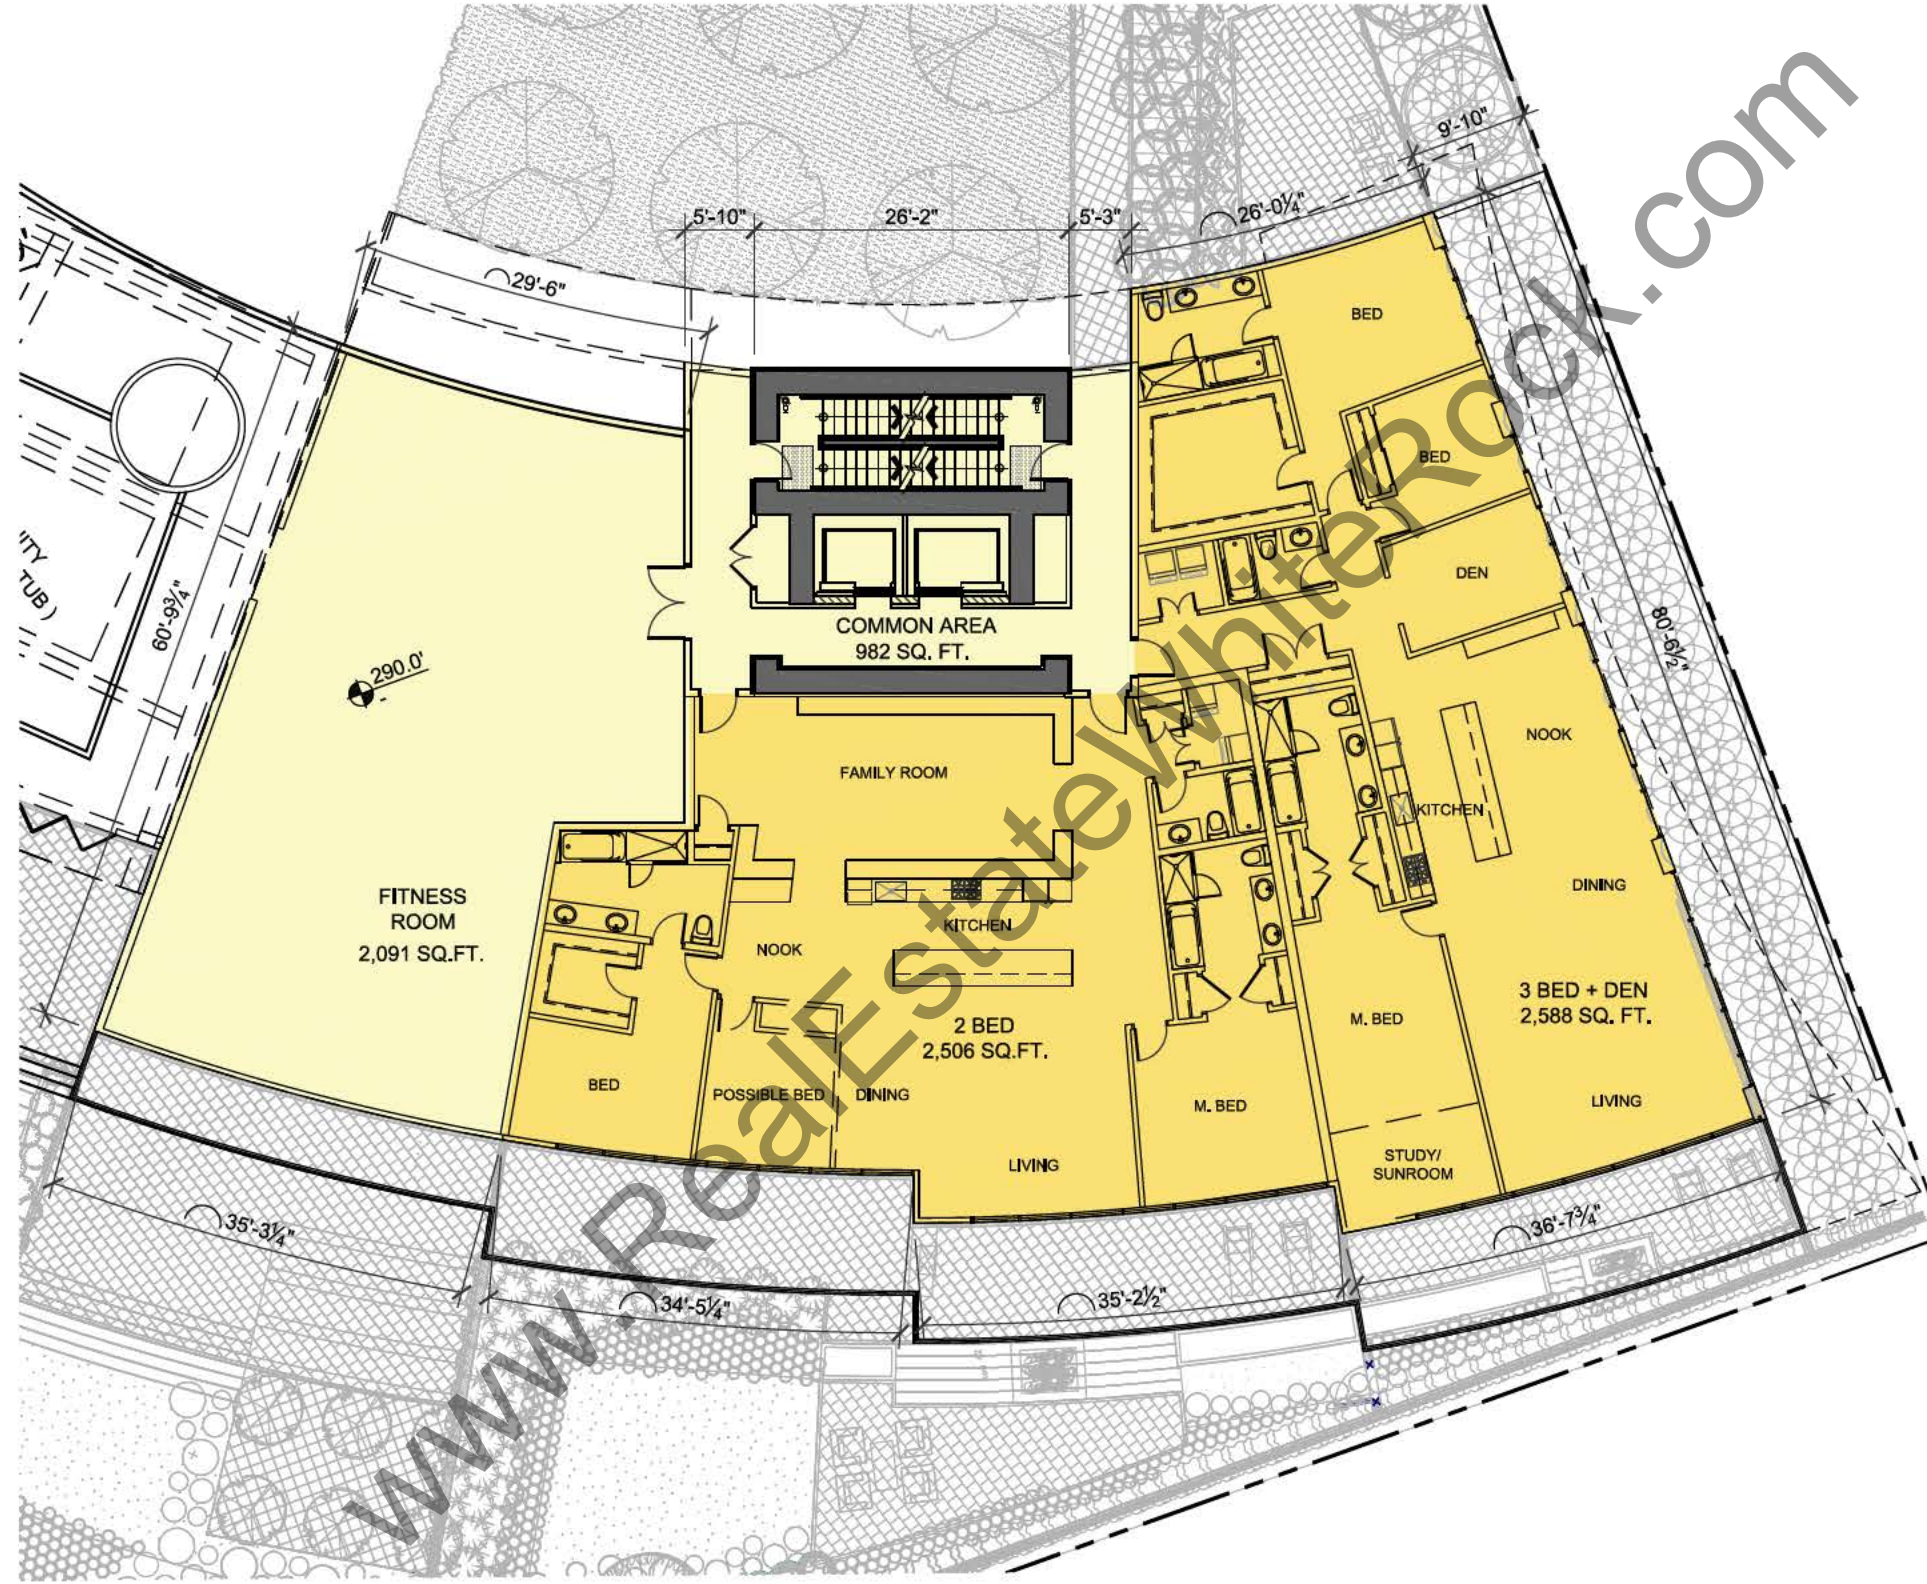 9'-10"
5'-10"
26'-2"
5'-3"
26'-0¼"
29'-6"
BED
BED
DEN
TUB )
60'-9¾"
COMMON AREA
982 SQ. FT.
80'-6½"
290.0'
NOOK
FAMILY ROOM
KITCHEN
FITNESS
ROOM
2,091 SQ.FT.
DINING
KITCHEN
NOOK
3 BED + DEN
2,588 SQ. FT.
2 BED
2,506 SQ.FT.
M. BED
BED
POSSIBLE BED
DINING
M. BED
LIVING
LIVING
STUDY/
SUNROOM
35'-3¼"
36'-7¾"
34'-5¼"
35'-2½"
www.RealEstateWhiteRock.com